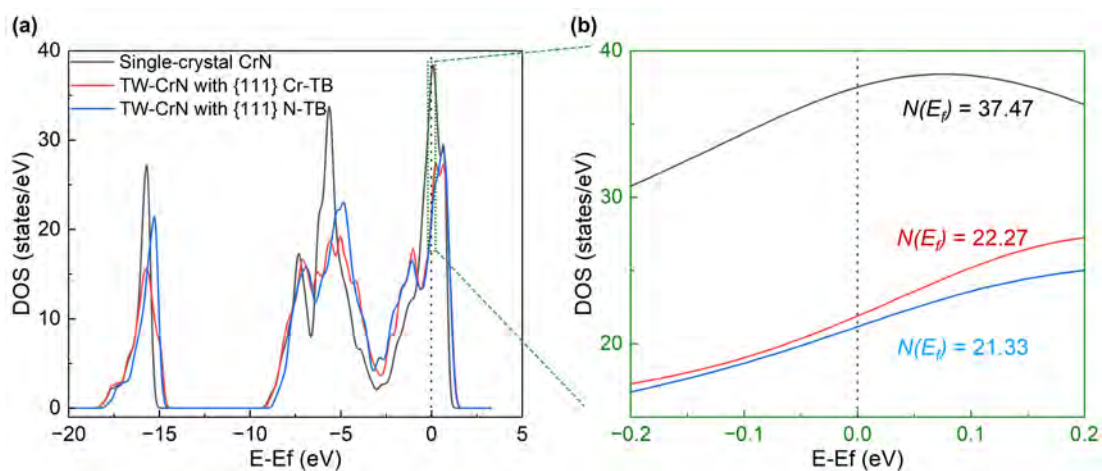 (a)
40
30
20
10
0
DOS (states/eV)
Single-crystal CrN
TW-CrN with {111} Cr-TB
TW-CrN with {111} N-TB
−20 −15 −10 −5 0 5
E-Ef (eV)
(b)
40
30
20
DOS (states/eV)
N(Ef) = 37.47
N(Ef) = 22.27
N(Ef) = 21.33
−0.2 −0.1 0.0 0.1 0.2
E-Ef (eV)